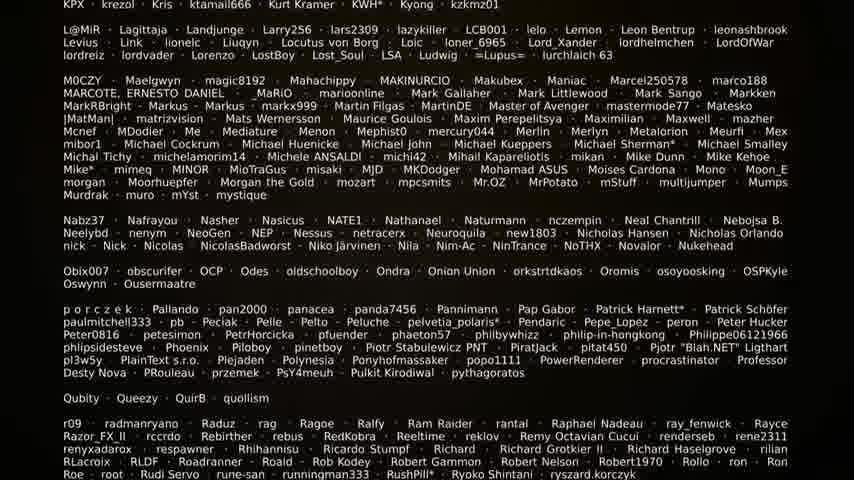 KPX · krezol · Kris · ktamail666 · Kurt Kramer · KWH* · Kyong · kzkmz01
L@MiR · Lagittaja · Landjunge · Larry256 · lars2309 · lazykiller · LCB001 · lelo · Lemon · Leon Bentrup · leonashbrook
Levius · Link · lionelc · Liuqyn · Locutus von Borg · Loic · loner_6965 · Lord_Xander · lordhelmchen · LordOfWar
lordreiz · lordvader · Lorenzo · LostBoy · Lost_Soul · LSA · Ludwig · =Lupus= · lurchlaich 63
M0CZY · Maelgwyn · magic8192 · Mahachippy · MAKINURCIO · Makubex · Maniac · Marcel250578 · marco188
MARCOTE, ERNESTO DANIEL · _MaRiO · marioonline · Mark Gallaher · Mark Littlewood · Mark Sango · Markken
MarkRBright · Markus · Markus · markx999 · Martin Filgas · MartinDE · Master of Avenger · mastermode77 · Matesko
|MatMan| · matrizvision · Mats Wernersson · Maurice Goulois · Maxim Perepelitsya · Maximilian · Maxwell · mazher
Mcnef · MDodier · Me · Mediature · Menon · Mephist0 · mercury044 · Merlin · Merlyn · Metalorion · Meurfi · Mex
mibor1 · Michael Cockrum · Michael Huenicke · Michael John · Michael Kueppers · Michael Sherman* · Michael Smalley
Michal Tichy · michelamorim14 · Michele ANSALDI · michi42 · Mihail Kapareliotis · mikan · Mike Dunn · Mike Kehoe
Mike* · mimeq · MINOR · MioTraGus · misaki · MJD · MKDodger · Mohamad ASUS · Moises Cardona · Mono · Moon_E
morgan · Moorhuepfer · Morgan the Gold · mozart · mpcsmits · Mr.OZ · MrPotato · mStuff · multijumper · Mumps
Murdrak · muro · mYst · mystique
Nabz37 · Nafrayou · Nasher · Nasicus · NATE1 · Nathanael · Naturmann · nczempin · Neal Chantrill · Nebojsa B.
Neelybd · nenym · NeoGen · NEP · Nessus · netracerx · Neuroquila · new1803 · Nicholas Hansen · Nicholas Orlando
nick · Nick · Nicolas · NicolasBadworst · Niko Järvinen · Nila · Nim-Ac · NinTrance · NoTHX · Novalor · Nukehead
Obix007 · obscurifer · OCP · Odes · oldschoolboy · Ondra · Onion Union · orkstrtdkaos · Oromis · osoyoosking · OSPKyle
Oswynn · Ousermaatre
p o r c z e k · Pallando · pan2000 · panacea · panda7456 · Pannimann · Pap Gabor · Patrick Harnett* · Patrick Schöfer
paulmitchell333 · pb · Peciak · Pelle · Pelto · Peluche · pelvetia_polaris* · Pendaric · Pepe_Lopez · peron · Peter Hucker
Peter0816 · petesimon · PetrHorcicka · pfuender · phaeton57 · philbywhizz · philip-in-hongkong · Philippe06121966
phlipsidesteve · Phoenix · Piloboy · pinetboy · Piotr Stabulewicz PNT · PiratJack · pitat450 · Pjotr "Blah.NET" Ligthart
pl3w5y · PlainText s.r.o. · Plejaden · Polynesia · Ponyhofmassaker · popo1111 · PowerRenderer · procrastinator · Professor
Desty Nova · PRouleau · przemek · PsY4meuh · Pulkit Kirodiwal · pythagoratos
Qubity · Queezy · QuirB · quollism
r09 · radmanryano · Raduz · rag · Ragoe · Ralfy · Ram Raider · rantal · Raphael Nadeau · ray_fenwick · Rayce
Razor_FX_II · rccrdo · Rebirther · rebus · RedKobra · Reeltime · reklov · Remy Octavian Cucui · renderseb · rene2311
renyxadarox · respawner · Rhihannisu · Ricardo Stumpf · Richard · Richard Grotkier II · Richard Haselgrove · rilian
RLacroix · RLDF · Roadranner · Roald · Rob Kodey · Robert Gammon · Robert Nelson · Robert1970 · Rollo · ron · Ron
Roe · root · Rudi Servo · rune-san · runningman333 · RushPill* · Ryoko Shintani · ryszard.korczyk